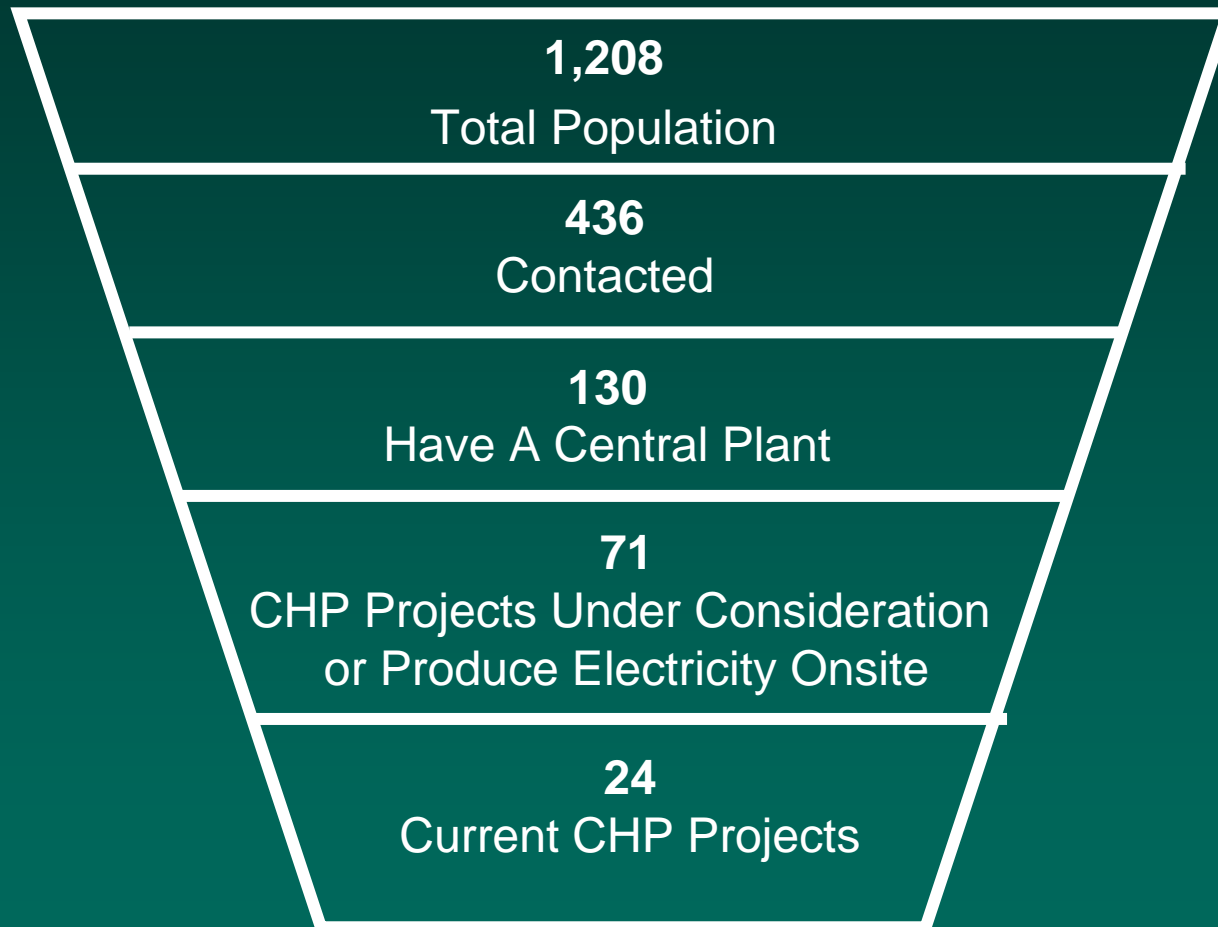 1,208
Total Population
436
Contacted
130
Have A Central Plant
71
CHP Projects Under Consideration
or Produce Electricity Onsite
24
Current CHP Projects